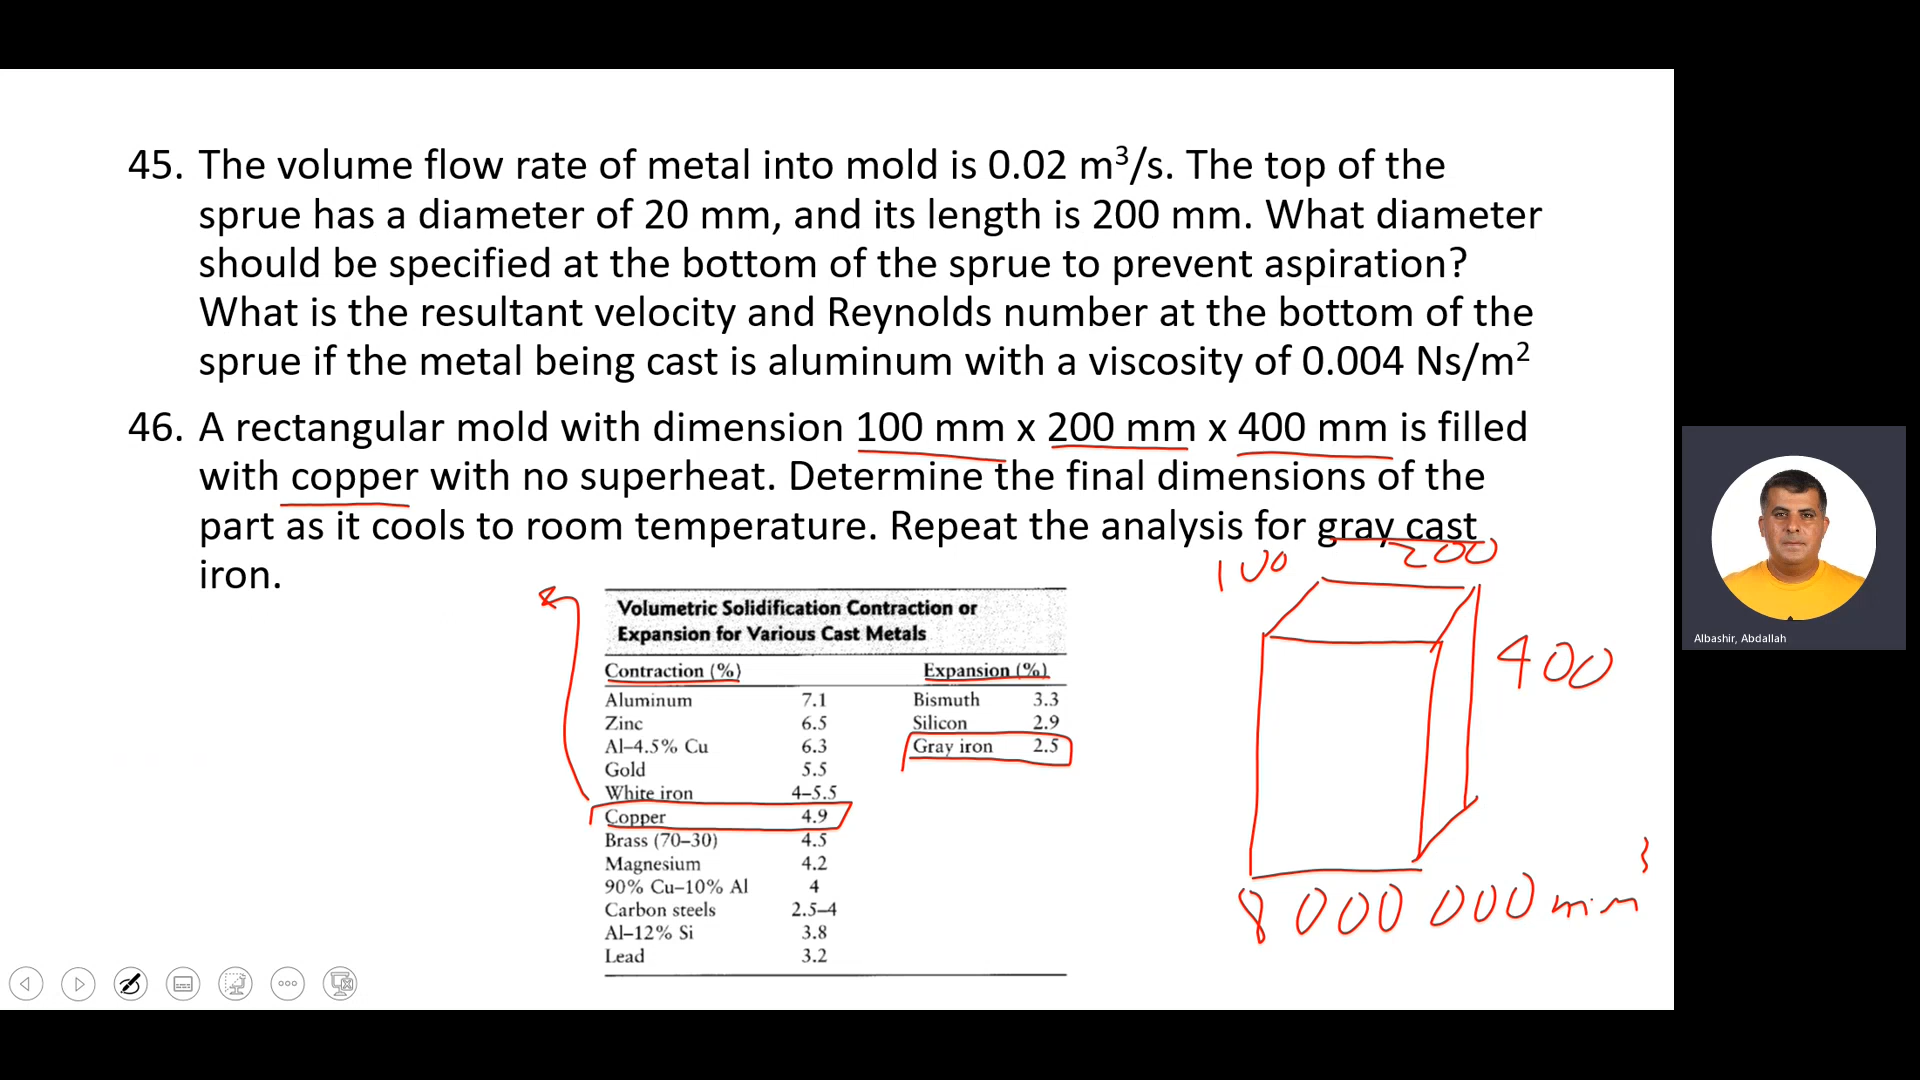 45. The volume flow rate of metal into mold is 0.02 m³/s. The top of the
sprue has a diameter of 20 mm, and its length is 200 mm. What diameter
should be specified at the bottom of the sprue to prevent aspiration?
What is the resultant velocity and Reynolds number at the bottom of the
sprue if the metal being cast is aluminum with a viscosity of 0.004 Ns/m²
46. A rectangular mold with dimension 100 mm x 200 mm x 400 mm is filled
with copper with no superheat. Determine the final dimensions of the
part as it cools to room temperature. Repeat the analysis for gray cast
iron.
100 200
400
8 000 000 mm³
Volumetric Solidification Contraction or
Expansion for Various Cast Metals
Contraction (%) Expansion (%)
Aluminum 7.1 Bismuth 3.3
Zinc 6.5 Silicon 2.9
Al–4.5% Cu 6.3 Gray iron 2.5
Gold 5.5
White iron 4–5.5
Copper 4.9
Brass (70–30) 4.5
Magnesium 4.2
90% Cu–10% Al 4
Carbon steels 2.5–4
Al–12% Si 3.8
Lead 3.2
Albashir, Abdallah